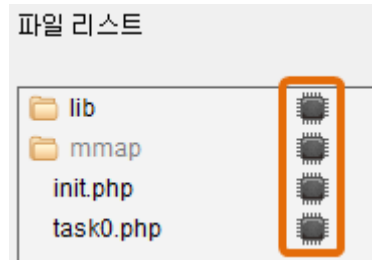 파일 리스트
lib
mmap
init.php
task0.php